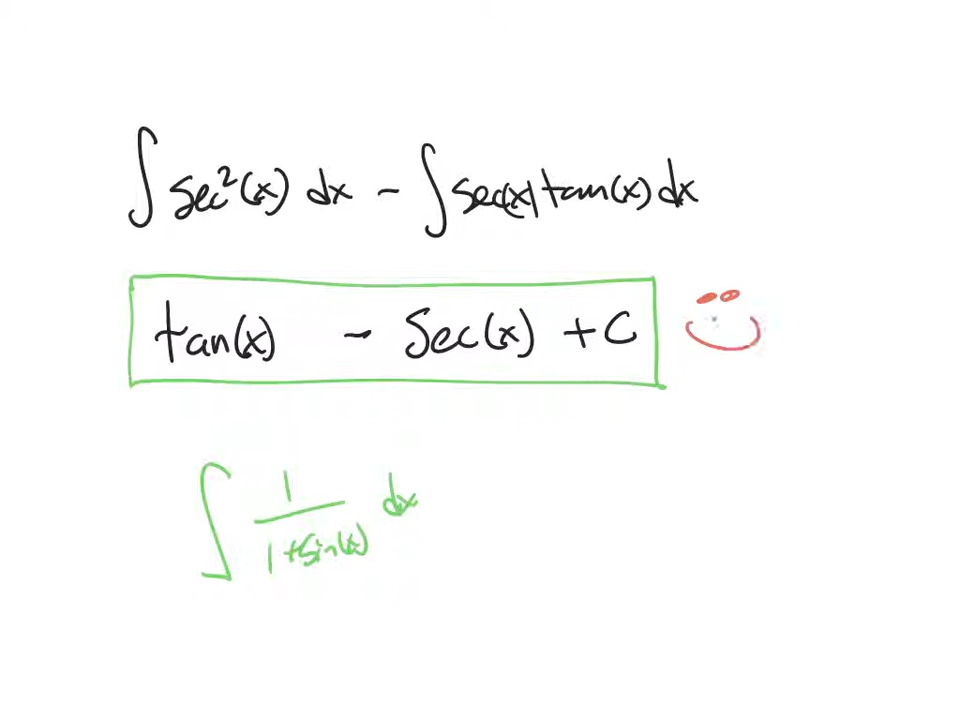 ∫ sec²(x) dx - ∫ sec(x) tan(x) dx
tan(x) - sec(x) + C
∫ 1/(1+sin(x)) dx